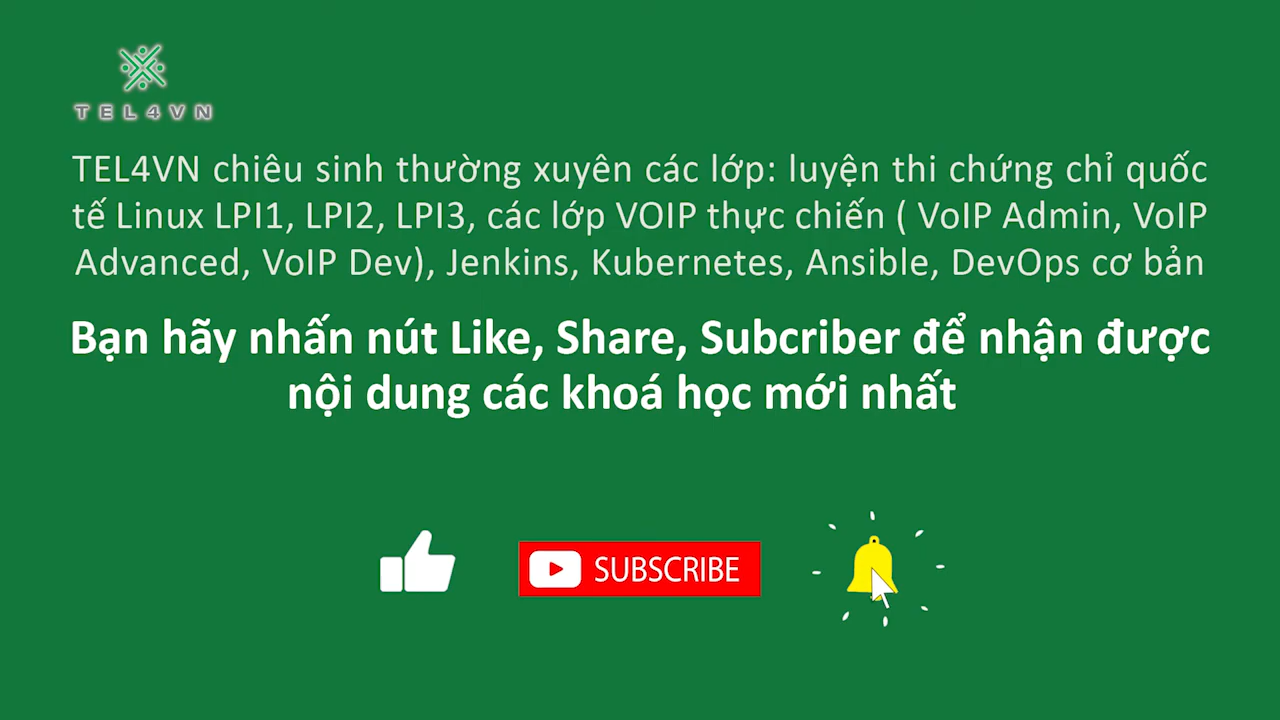 TEL4VN
TEL4VN chiêu sinh thường xuyên các lớp: luyện thi chứng chỉ quốc
tế Linux LPI1, LPI2, LPI3, các lớp VOIP thực chiến ( VoIP Admin, VoIP
Advanced, VoIP Dev), Jenkins, Kubernetes, Ansible, DevOps cơ bản
Bạn hãy nhấn nút Like, Share, Subcriber để nhận được
nội dung các khoá học mới nhất
SUBSCRIBE